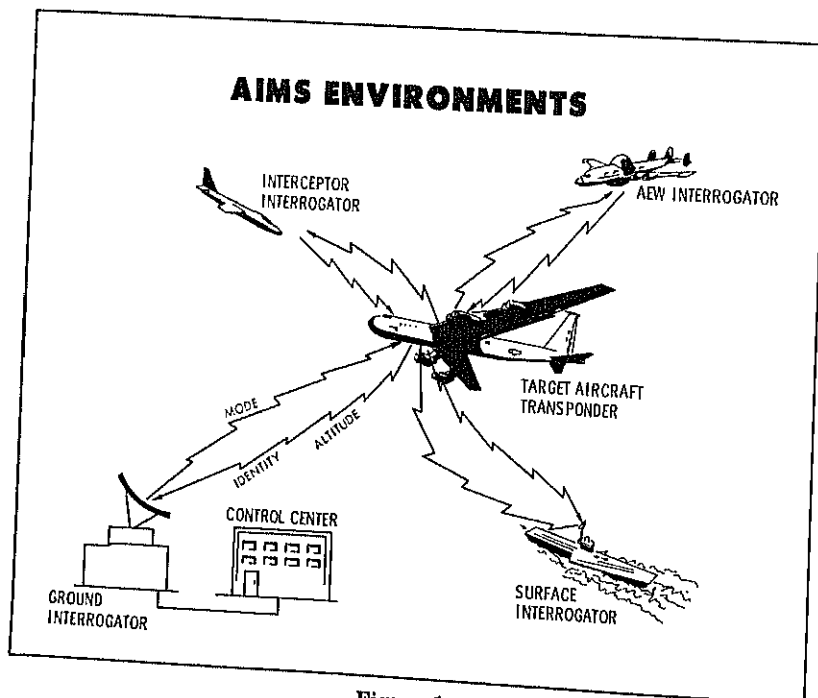 AIMS ENVIRONMENTS
INTERCEPTOR
INTERROGATOR
AEW INTERROGATOR
TARGET AIRCRAFT
TRANSPONDER
MODE
IDENTITY
ALTITUDE
CONTROL CENTER
GROUND
INTERROGATOR
SURFACE
INTERROGATOR